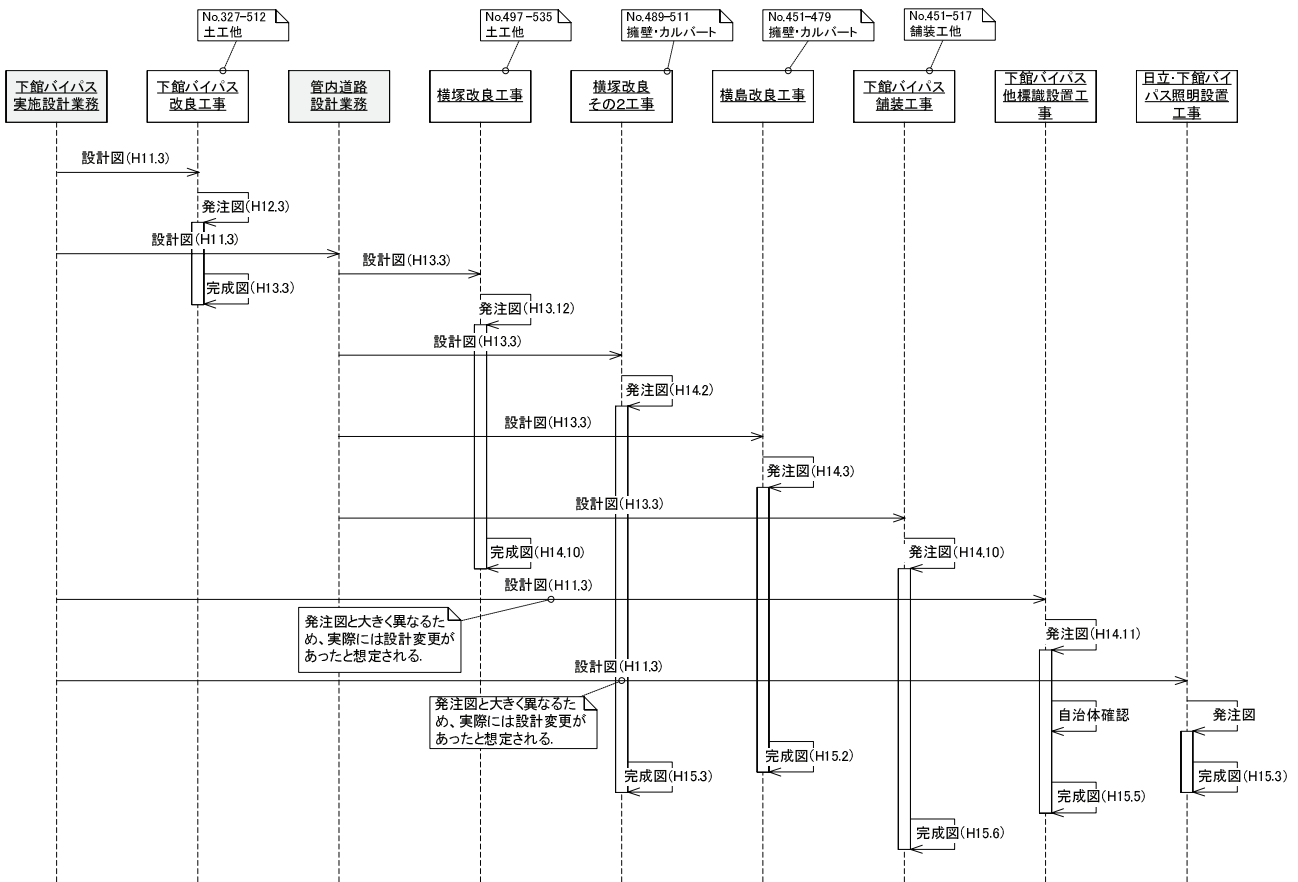 No.327-512
土工他
No.497-535
土工他
No.489-511
擁壁・カルバート
No.451-479
擁壁・カルバート
No.451-517
舗装工他
下館バイパス
実施設計業務
下館バイパス
改良工事
管内道路
設計業務
横塚改良工事
横塚改良
その2工事
横島改良工事
下館バイパス
舗装工事
下館バイパス
他標識設置工
事
日立・下館バイ
パス照明設置
工事
設計図(H11.3)
発注図(H12.3)
設計図(H11.3)
設計図(H13.3)
完成図(H13.3)
発注図(H13.12)
設計図(H13.3)
発注図(H14.2)
設計図(H13.3)
発注図(H14.3)
設計図(H13.3)
完成図(H14.10)
発注図(H14.10)
設計図(H11.3)
発注図と大きく異なるた
め、実際には設計変更が
あったと想定される.
発注図(H14.11)
設計図(H11.3)
発注図と大きく異なるた
め、実際には設計変更が
あったと想定される.
自治体確認
発注図
完成図(H15.2)
完成図(H15.3)
完成図(H15.3)
完成図(H15.5)
完成図(H15.6)